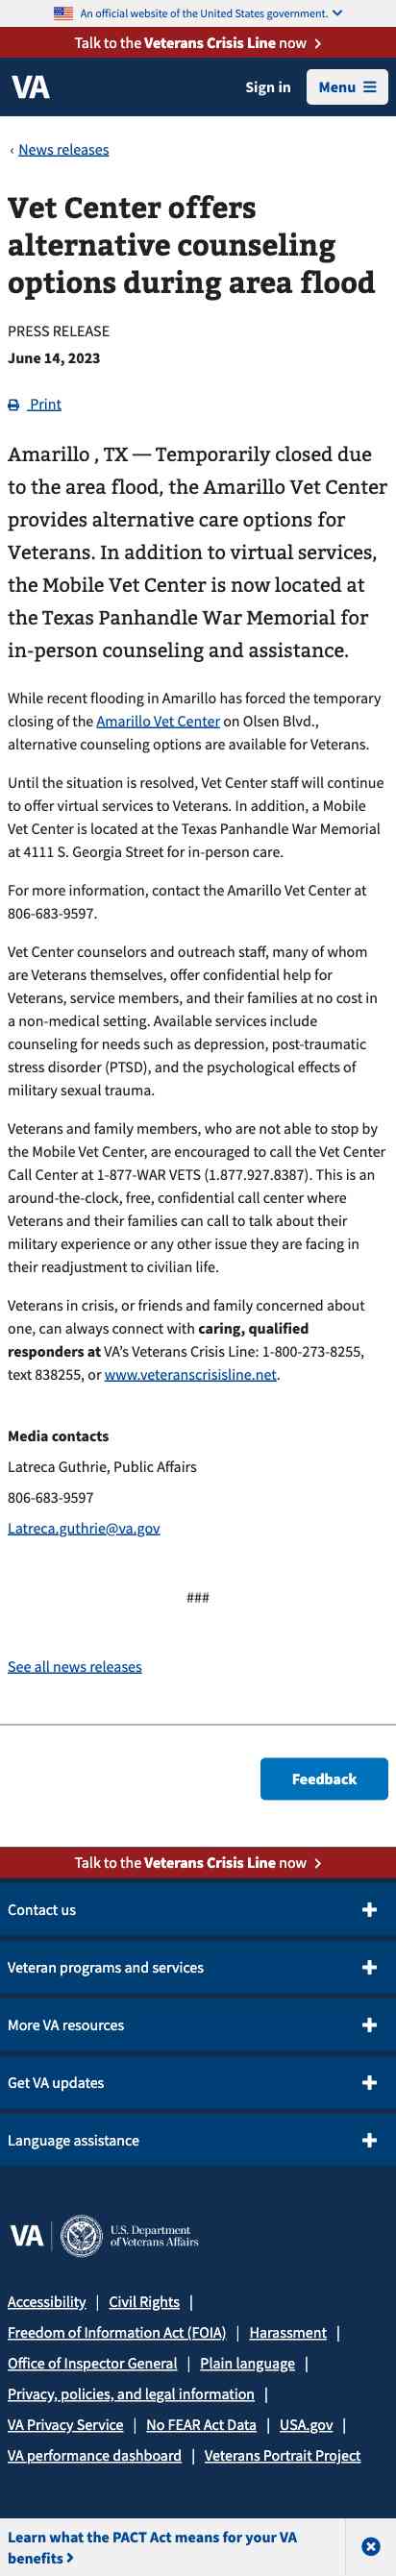 An official website of the United States government.
Talk to the Veterans Crisis Line now
VA
Sign in
Menu
‹ News releases
Vet Center offers
alternative counseling
options during area flood
PRESS RELEASE
June 14, 2023
Print
Amarillo , TX — Temporarily closed due
to the area flood, the Amarillo Vet Center
provides alternative care options for
Veterans. In addition to virtual services,
the Mobile Vet Center is now located at
the Texas Panhandle War Memorial for
in-person counseling and assistance.
While recent flooding in Amarillo has forced the temporary
closing of the Amarillo Vet Center on Olsen Blvd.,
alternative counseling options are available for Veterans.
Until the situation is resolved, Vet Center staff will continue
to offer virtual services to Veterans. In addition, a Mobile
Vet Center is located at the Texas Panhandle War Memorial
at 4111 S. Georgia Street for in-person care.
For more information, contact the Amarillo Vet Center at
806-683-9597.
Vet Center counselors and outreach staff, many of whom
are Veterans themselves, offer confidential help for
Veterans, service members, and their families at no cost in
a non-medical setting. Available services include
counseling for needs such as depression, post-traumatic
stress disorder (PTSD), and the psychological effects of
military sexual trauma.
Veterans and family members, who are not able to stop by
the Mobile Vet Center, are encouraged to call the Vet Center
Call Center at 1-877-WAR VETS (1.877.927.8387). This is an
around-the-clock, free, confidential call center where
Veterans and their families can call to talk about their
military experience or any other issue they are facing in
their readjustment to civilian life.
Veterans in crisis, or friends and family concerned about
one, can always connect with caring, qualified
responders at VA’s Veterans Crisis Line: 1-800-273-8255,
text 838255, or www.veteranscrisisline.net.
Media contacts
Latreca Guthrie, Public Affairs
806-683-9597
Latreca.guthrie@va.gov
###
See all news releases
Feedback
Talk to the Veterans Crisis Line now
Contact us
Veteran programs and services
More VA resources
Get VA updates
Language assistance
VA
U.S. Department
of Veterans Affairs
Accessibility | Civil Rights |
Freedom of Information Act (FOIA) | Harassment |
Office of Inspector General | Plain language |
Privacy, policies, and legal information |
VA Privacy Service | No FEAR Act Data | USA.gov |
VA performance dashboard | Veterans Portrait Project
Learn what the PACT Act means for your VA
benefits